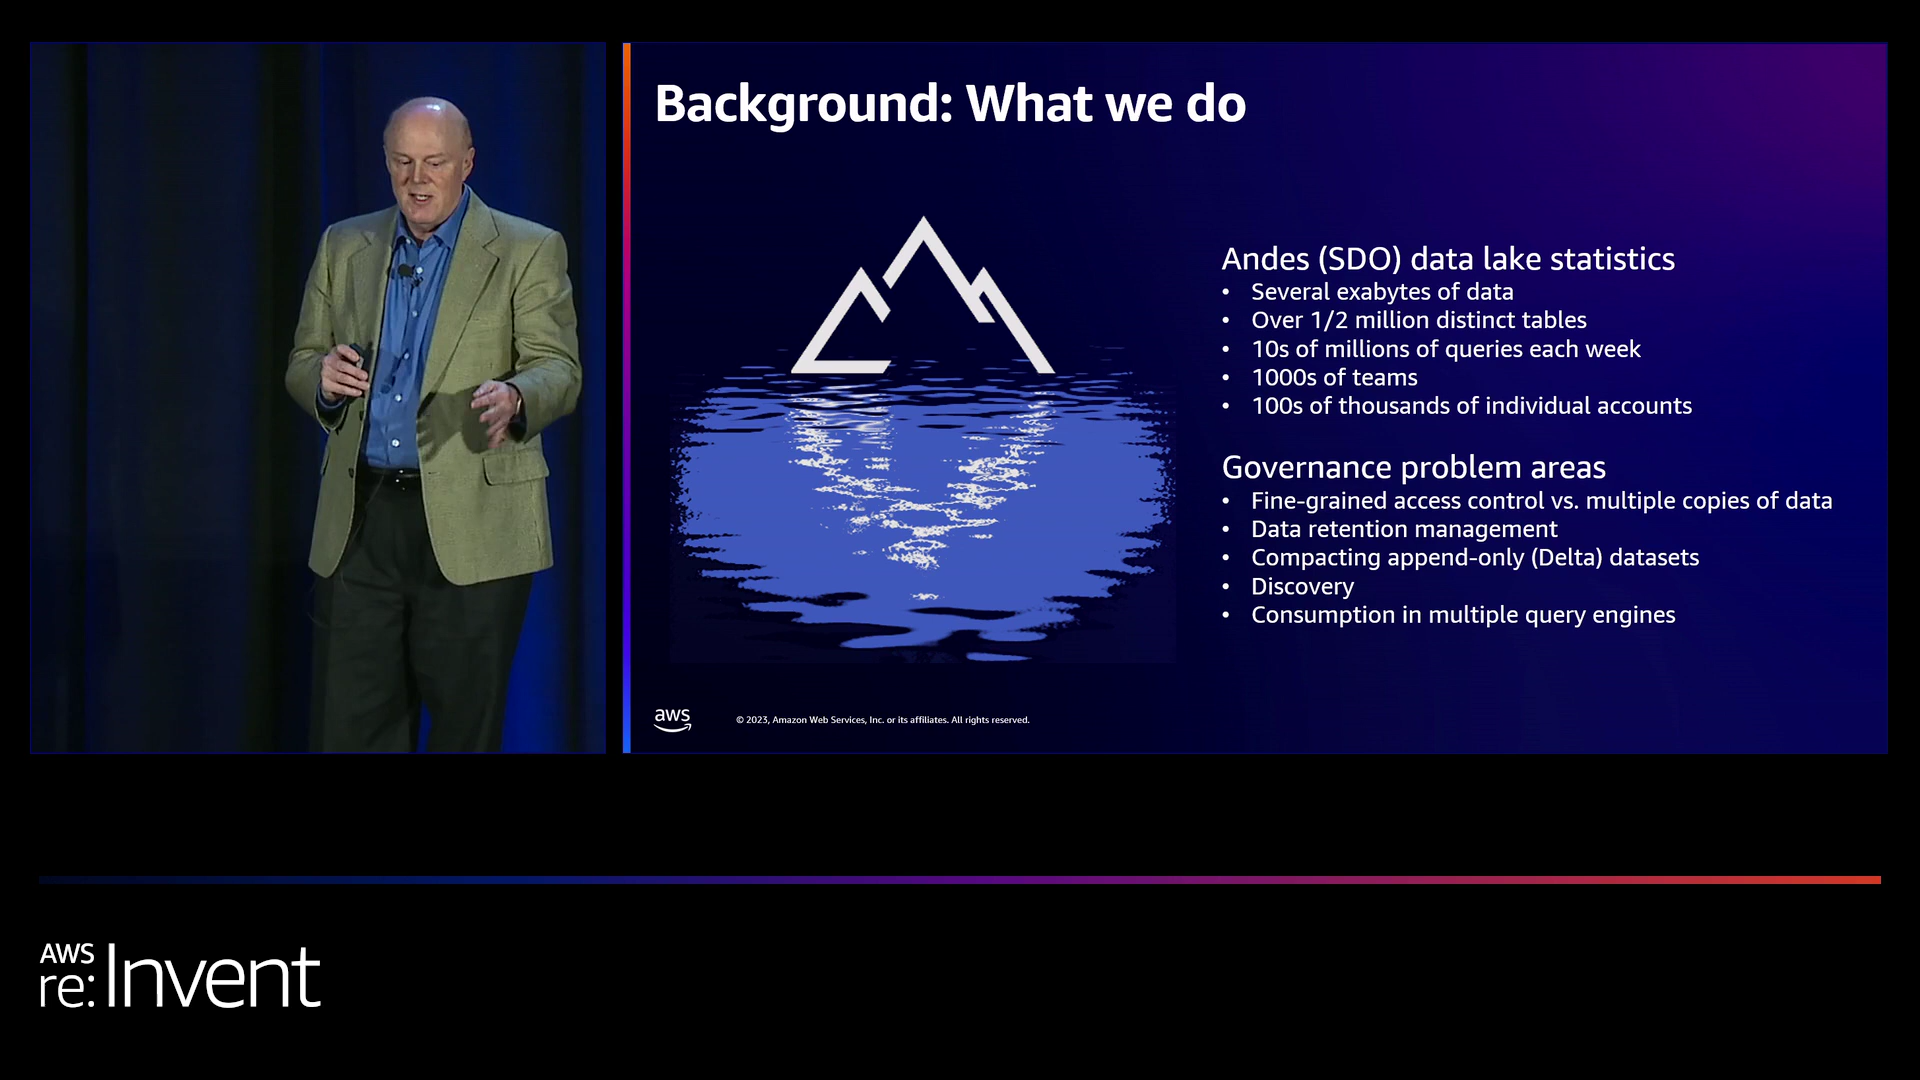 Background: What we do
Andes (SDO) data lake statistics
• Several exabytes of data
• Over 1/2 million distinct tables
• 10s of millions of queries each week
• 1000s of teams
• 100s of thousands of individual accounts
Governance problem areas
• Fine-grained access control vs. multiple copies of data
• Data retention management
• Compacting append-only (Delta) datasets
• Discovery
• Consumption in multiple query engines
aws
© 2023, Amazon Web Services, Inc. or its affiliates. All rights reserved.
AWS
re:Invent